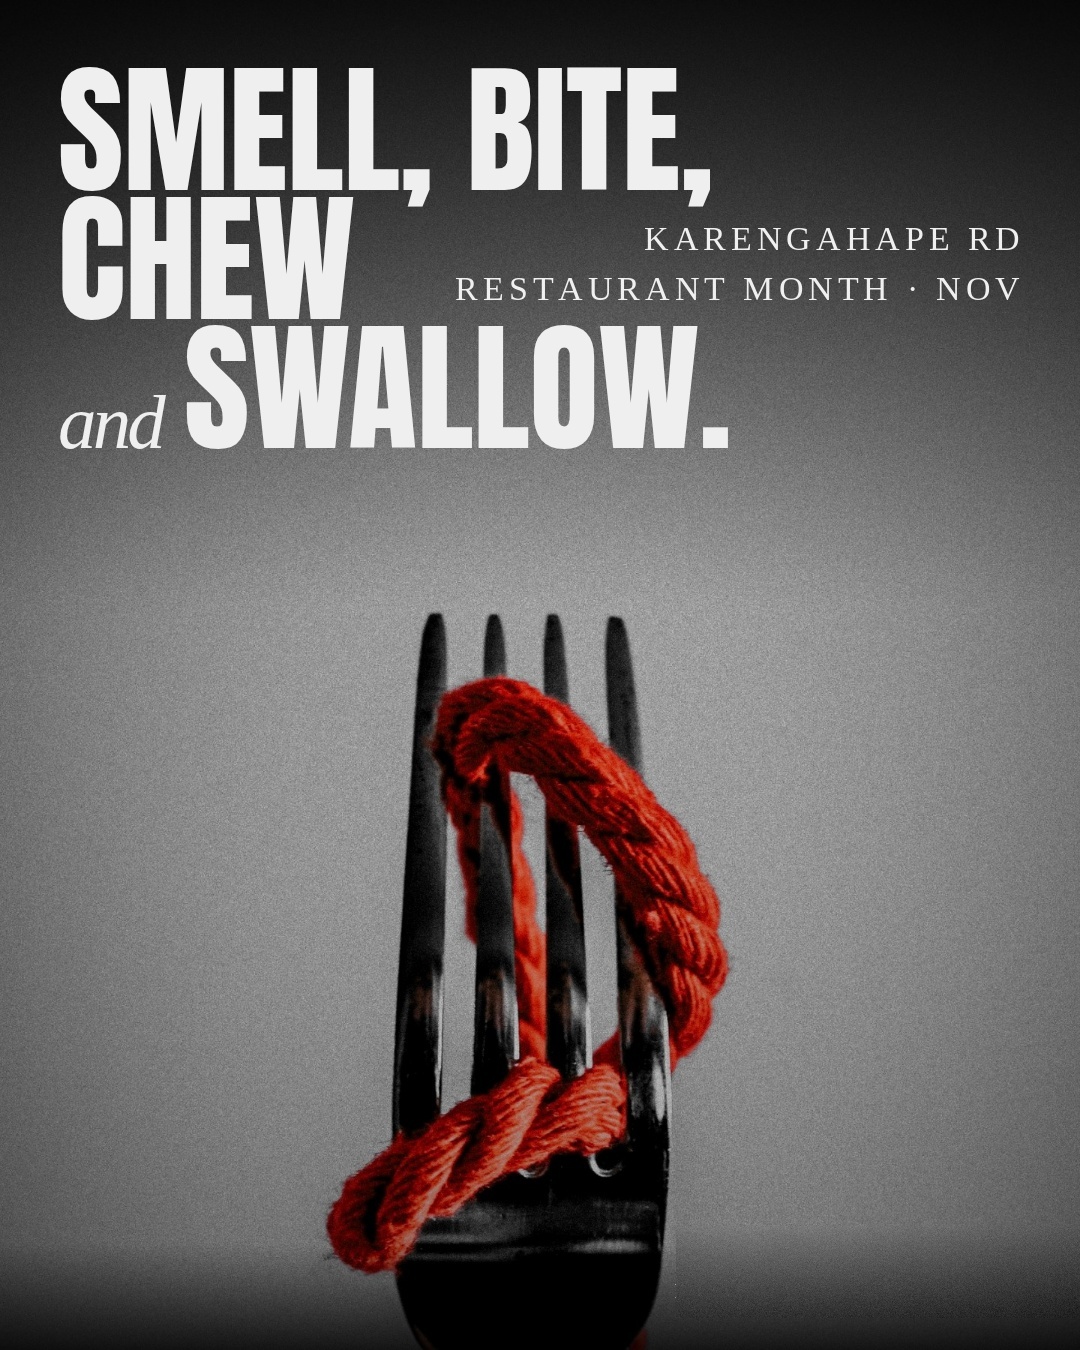 SMELL, BITE,
CHEW
KARENGAHAPE RD
RESTAURANT MONTH · NOV
and SWALLOW.